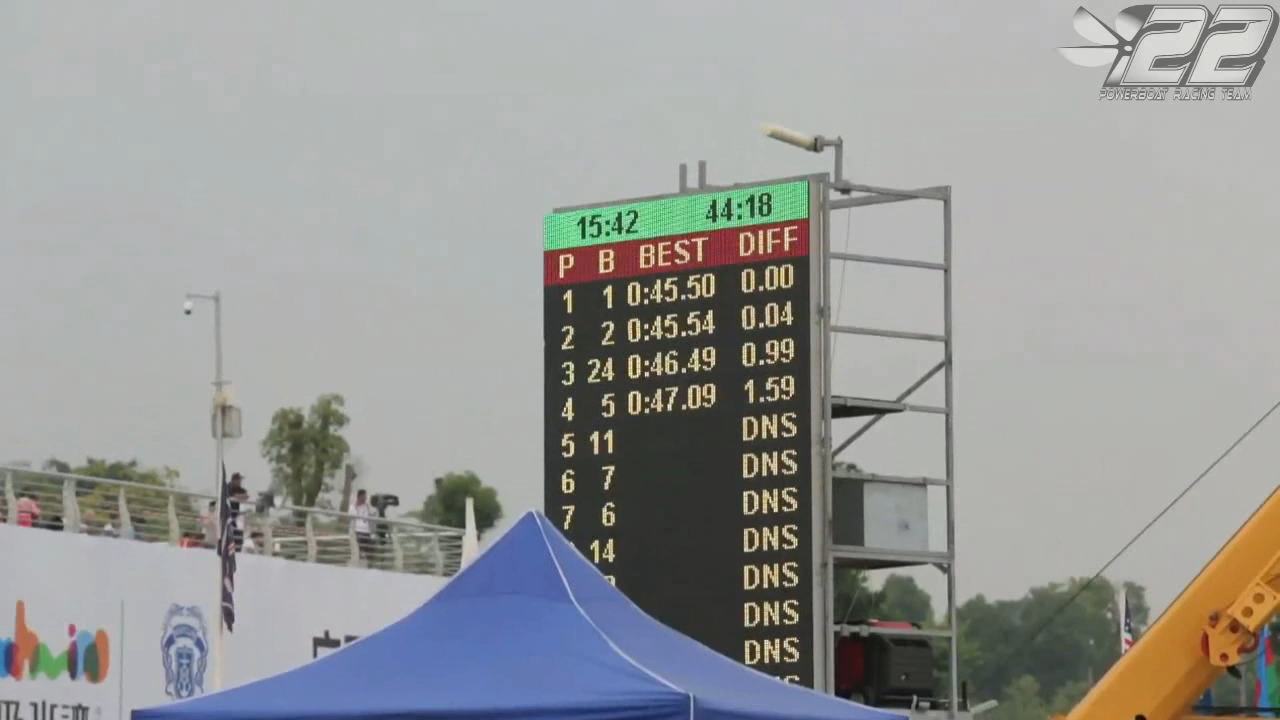 22
POWERBOAT RACING TEAM
15:42 44:18
P B BEST DIFF
1 1 0:45.50 0.00
2 2 0:45.54 0.04
3 24 0:46.49 0.99
4 5 0:47.09 1.59
5 11 DNS
6 7 DNS
7 6 DNS
14 DNS
DNS
DNS
DNS